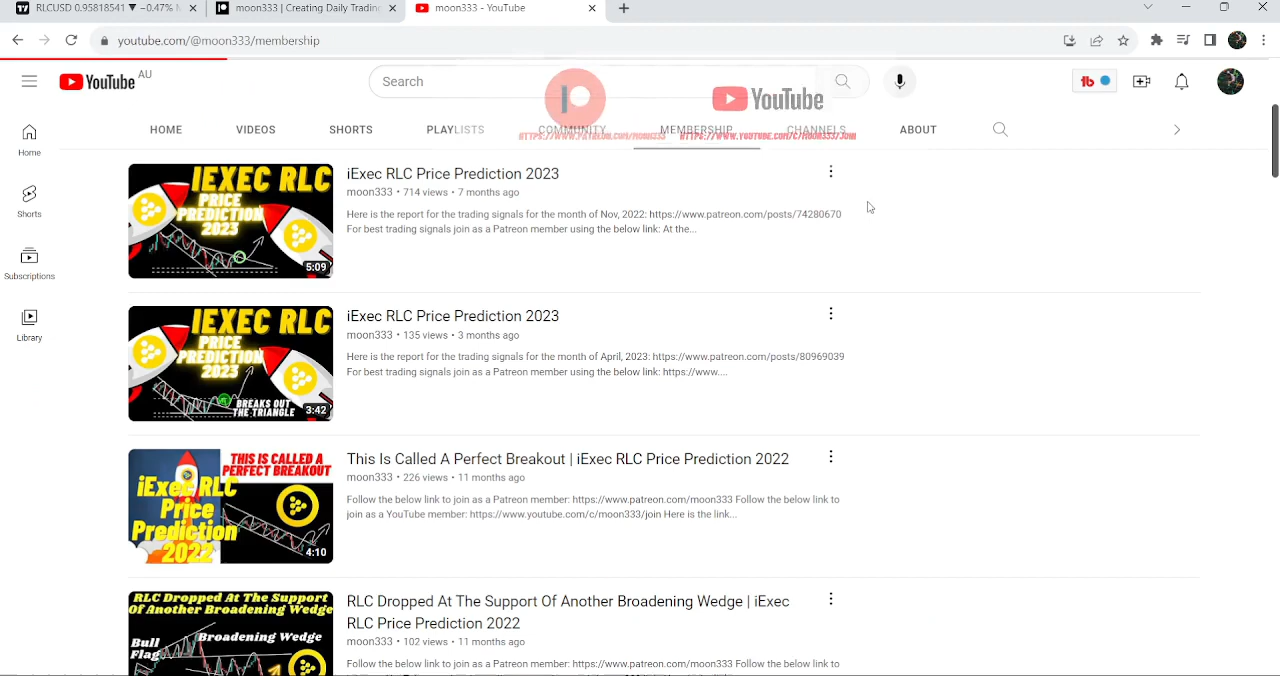 RLCUSD 0.95818541 ▼ −0.47%
moon333 | Creating Daily Trading
moon333 - YouTube
youtube.com/@moon333/membership
YouTube AU
Search
YouTube
HTTPS://WWW.PATREON.COM/MOON333
HTTPS://WWW.YOUTUBE.COM/C/MOON333/JOIN
HOME
VIDEOS
SHORTS
PLAYLISTS
COMMUNITY
MEMBERSHIP
CHANNELS
ABOUT
Home
Shorts
Subscriptions
Library
IEXEC RLC
PRICE
PREDICTION
2023
5:09
iExec RLC Price Prediction 2023
moon333 • 714 views • 7 months ago
Here is the report for the trading signals for the month of Nov, 2022: https://www.patreon.com/posts/74280670
For best trading signals join as a Patreon member using the below link: At the...
IEXEC RLC
PRICE
PREDICTION
2023
BREAKS OUT
THE TRIANGLE
3:42
iExec RLC Price Prediction 2023
moon333 • 135 views • 3 months ago
Here is the report for the trading signals for the month of April, 2023: https://www.patreon.com/posts/80969039
For best trading signals join as a Patreon member using the below link: https://www....
THIS IS CALLED A
PERFECT BREAKOUT
iExec RLC
Price
Prediction
2022
4:10
This Is Called A Perfect Breakout | iExec RLC Price Prediction 2022
moon333 • 226 views • 11 months ago
Follow the below link to join as a Patreon member: https://www.patreon.com/moon333 Follow the below link to
join as a YouTube member: https://www.youtube.com/c/moon333/join Here is the link...
RLC Dropped At The Support
Of Another Broadening Wedge
Bull
Flag
Broadening Wedge
RLC Dropped At The Support Of Another Broadening Wedge | iExec
RLC Price Prediction 2022
moon333 • 102 views • 11 months ago
Follow the below link to join as a Patreon member: https://www.patreon.com/moon333 Follow the below link to